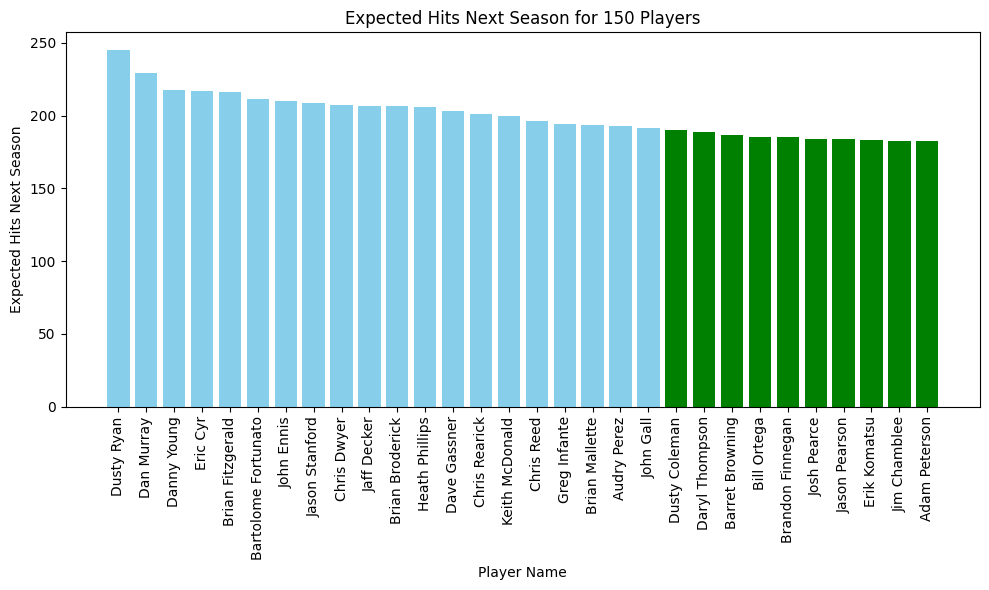 Expected Hits Next Season for 150 Players
Expected Hits Next Season
250
200
150
100
50
0
Dusty Ryan
Dan Murray
Danny Young
Eric Cyr
Brian Fitzgerald
Bartolome Fortunato
John Ennis
Jason Stanford
Chris Dwyer
Jaff Decker
Brian Broderick
Heath Phillips
Dave Gassner
Chris Rearick
Keith McDonald
Chris Reed
Greg Infante
Brian Mallette
Audry Perez
John Gall
Dusty Coleman
Daryl Thompson
Barret Browning
Bill Ortega
Brandon Finnegan
Josh Pearce
Jason Pearson
Erik Komatsu
Jim Chamblee
Adam Peterson
Player Name